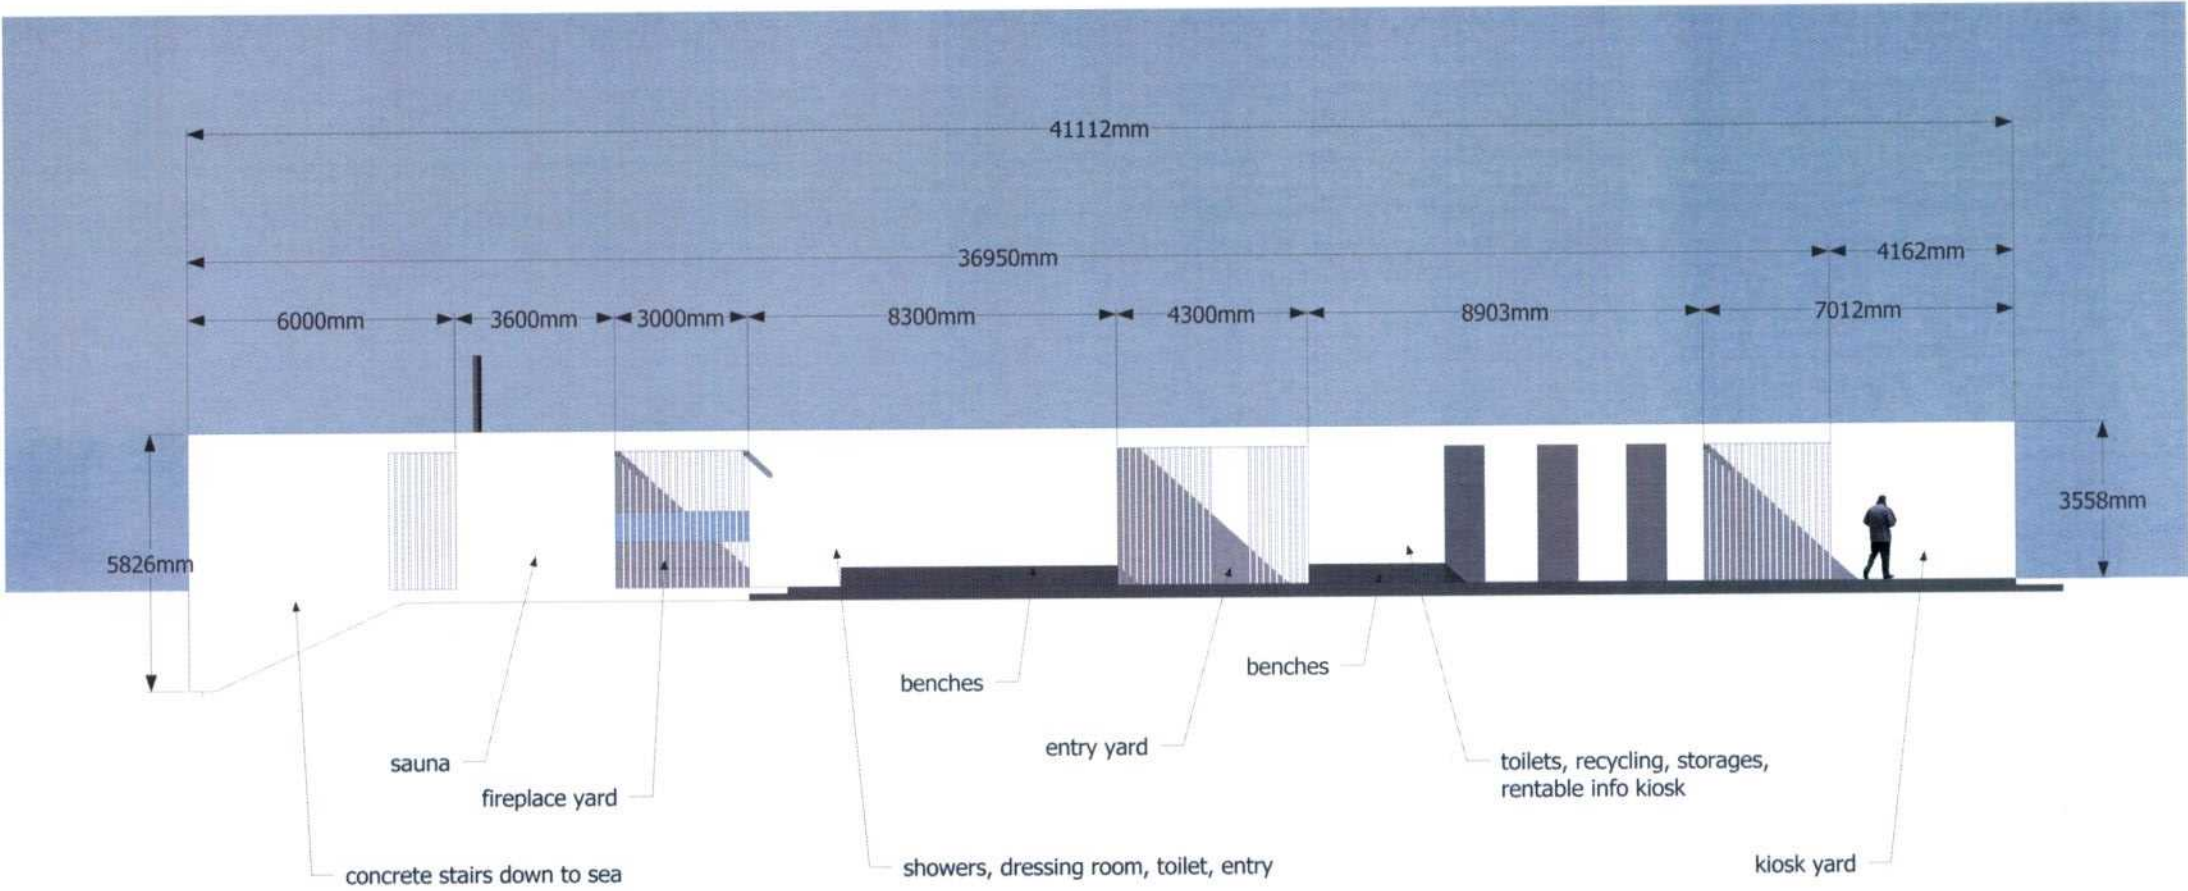 41112mm
36950mm
4162mm
6000mm
3600mm
3000mm
8300mm
4300mm
8903mm
7012mm
5826mm
3558mm
benches
benches
entry yard
sauna
fireplace yard
toilets, recycling, storages,
rentable info kiosk
concrete stairs down to sea
showers, dressing room, toilet, entry
kiosk yard